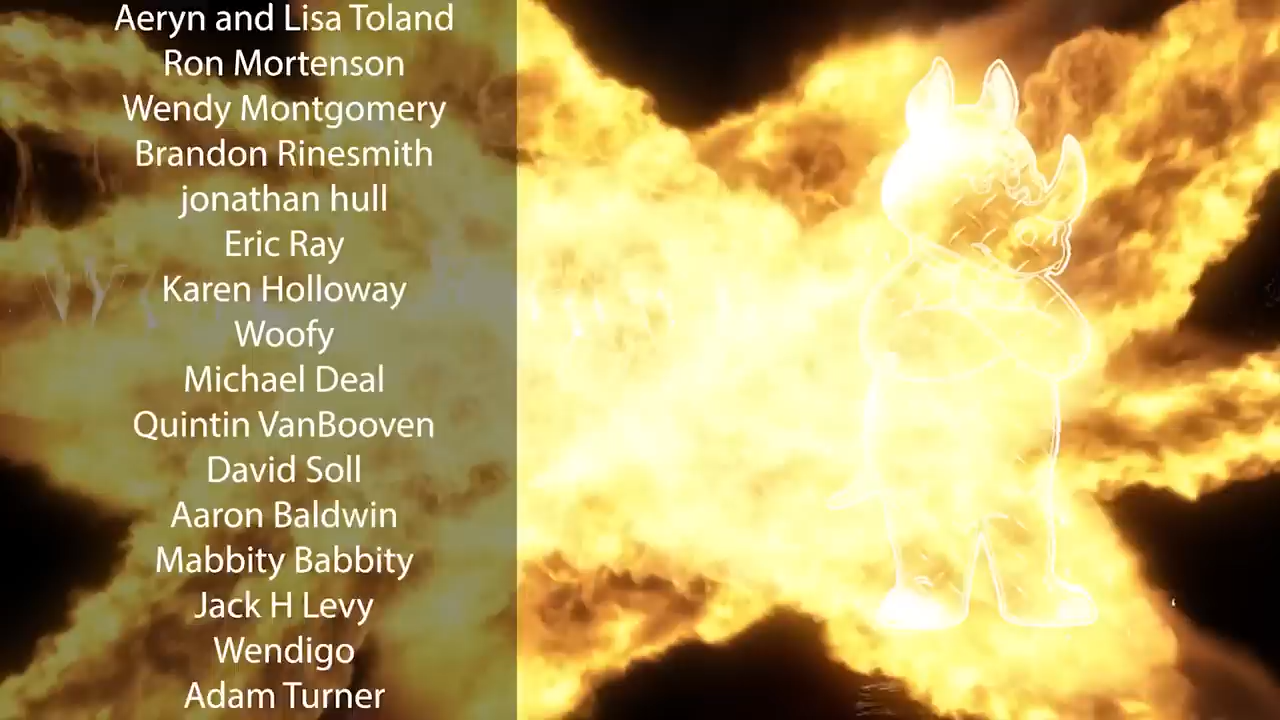 Aeryn and Lisa Toland
Ron Mortenson
Wendy Montgomery
Brandon Rinesmith
jonathan hull
Eric Ray
Karen Holloway
Woofy
Michael Deal
Quintin VanBooven
David Soll
Aaron Baldwin
Mabbity Babbity
Jack H Levy
Wendigo
Adam Turner